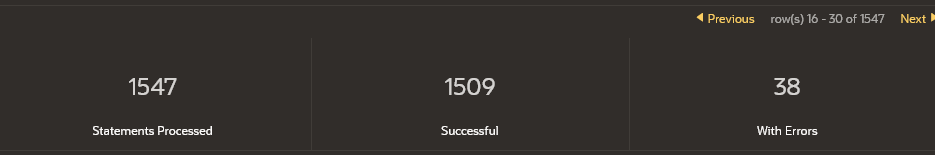 Previous row(s) 16 - 30 of 1547 Next
1547 1509 38
Statements Processed Successful With Errors